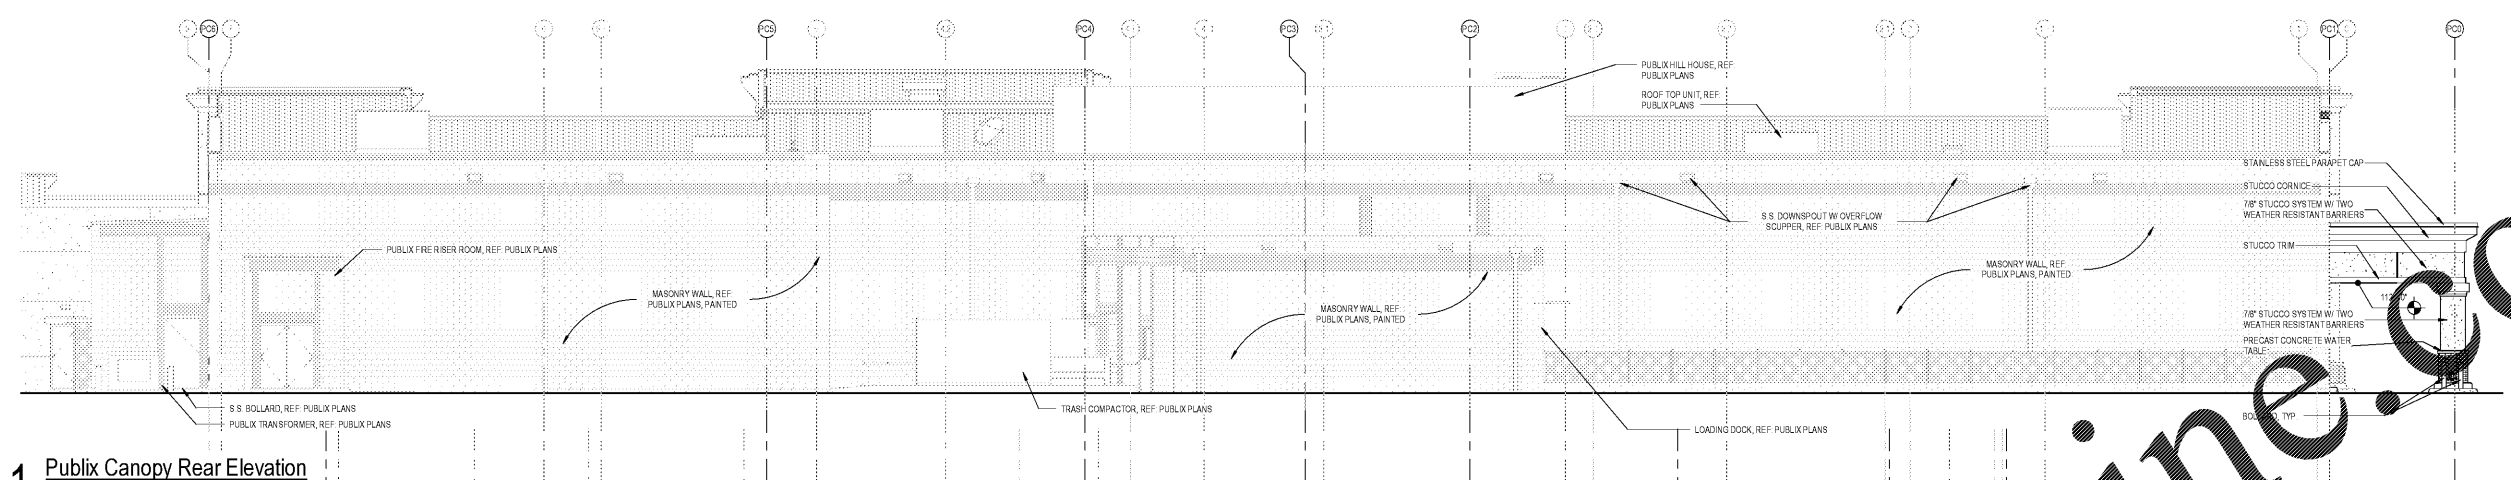 PC6
PC5
4.2
PC4
PC3
PC2
PC1
PC0
PUBLIX HILL HOUSE, REF:
PUBLIX PLANS
ROOF TOP UNIT, REF:
PUBLIX PLANS
STAINLESS STEEL PARAPET CAP
STUCCO CORNICE
7/8" STUCCO SYSTEM W/ TWO
WEATHER RESISTANT BARRIERS
S.S. DOWNSPOUT W/ OVERFLOW
SCUPPER, REF: PUBLIX PLANS
STUCCO TRIM
PUBLIX FIRE RISER ROOM, REF: PUBLIX PLANS
MASONRY WALL, REF:
PUBLIX PLANS, PAINTED
MASONRY WALL, REF:
PUBLIX PLANS, PAINTED
MASONRY WALL, REF:
PUBLIX PLANS, PAINTED
7/8" STUCCO SYSTEM W/ TWO
WEATHER RESISTANT BARRIERS
PRECAST CONCRETE WATER
TABLE
S.S. BOLLARD, REF: PUBLIX PLANS
PUBLIX TRANSFORMER, REF: PUBLIX PLANS
TRASH COMPACTOR, REF: PUBLIX PLANS
LOADING DOCK, REF: PUBLIX PLANS
TYP
1 Publix Canopy Rear Elevation
ine.co